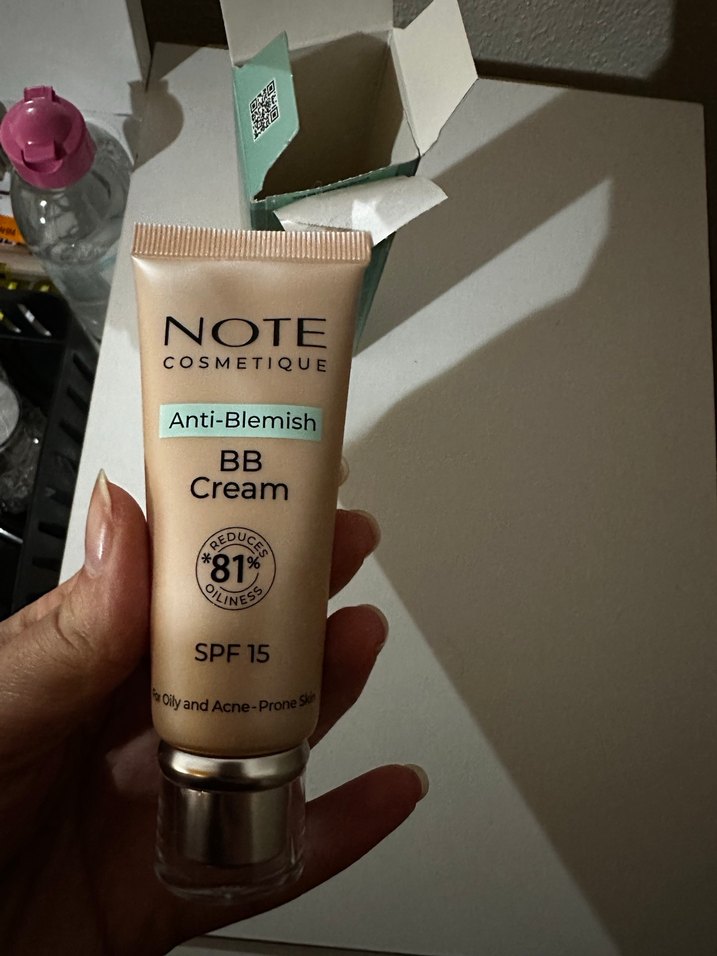 NOTE
COSMETIQUE
Anti-Blemish
BB
Cream
REDUCES
*81%
OILINESS
SPF 15
For Oily and Acne-Prone Skin